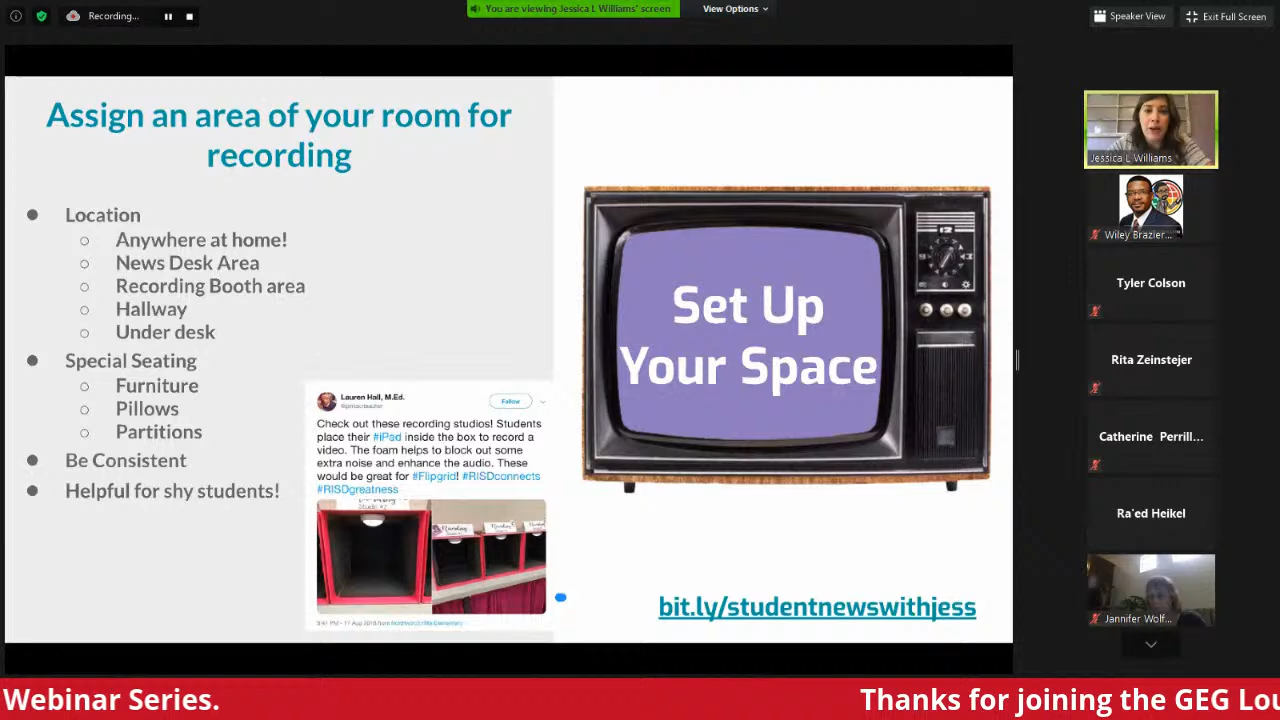 Recording...
You are viewing Jessica L Williams' screen
View Options
Speaker View
Exit Full Screen
Assign an area of your room for
recording
Location
Anywhere at home!
News Desk Area
Recording Booth area
Hallway
Under desk
Special Seating
Furniture
Pillows
Partitions
Be Consistent
Helpful for shy students!
Lauren Hall, M.Ed.
Follow
Check out these recording studios! Students
place their #iPad inside the box to record a
video. The foam helps to block out some
extra noise and enhance the audio. These
would be great for #Flipgrid! #RISDconnects
#RISDgreatness
Set Up
Your Space
bit.ly/studentnewswithjess
Jessica L Williams
Wiley Brazier...
Tyler Colson
Rita Zeinstejer
Catherine Perrill...
Ra'ed Heikel
Jannifer Wolf...
Webinar Series.
Thanks for joining the GEG Lou